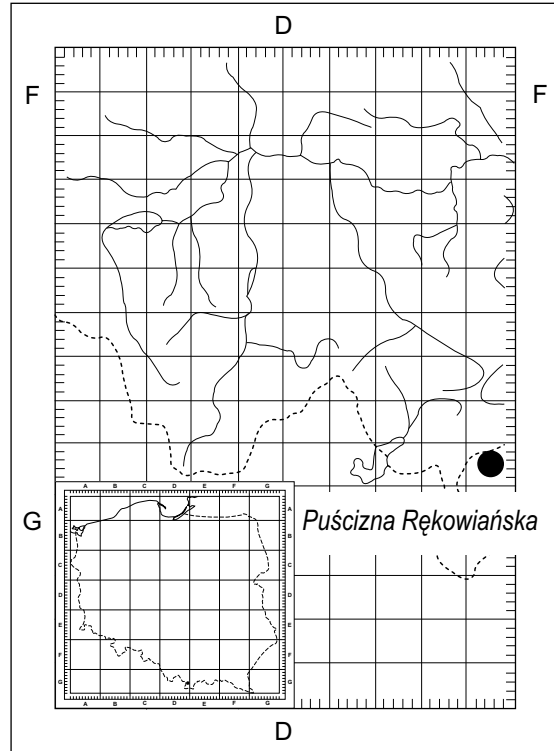 D
F F
G
Puścizna Rękowiańska
A B C D E F G
A A
B B
C C
D D
E E
F F
G G
A B C D E F G
D